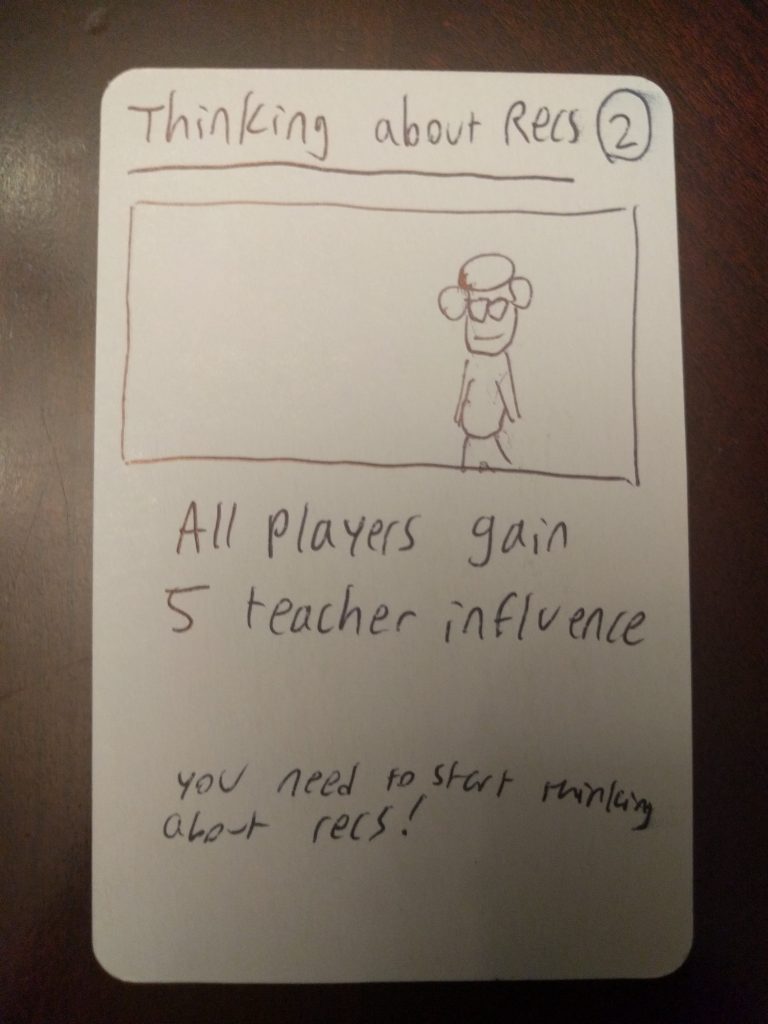 Thinking about Recs 2
All players gain
5 teacher influence
you need to start thinking
about recs!